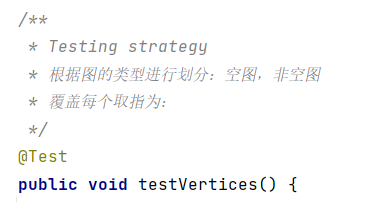 /**
* Testing strategy
* 根据图的类型进行划分：空图，非空图
* 覆盖每个取指为：
*/
@Test
public void testVertices() {